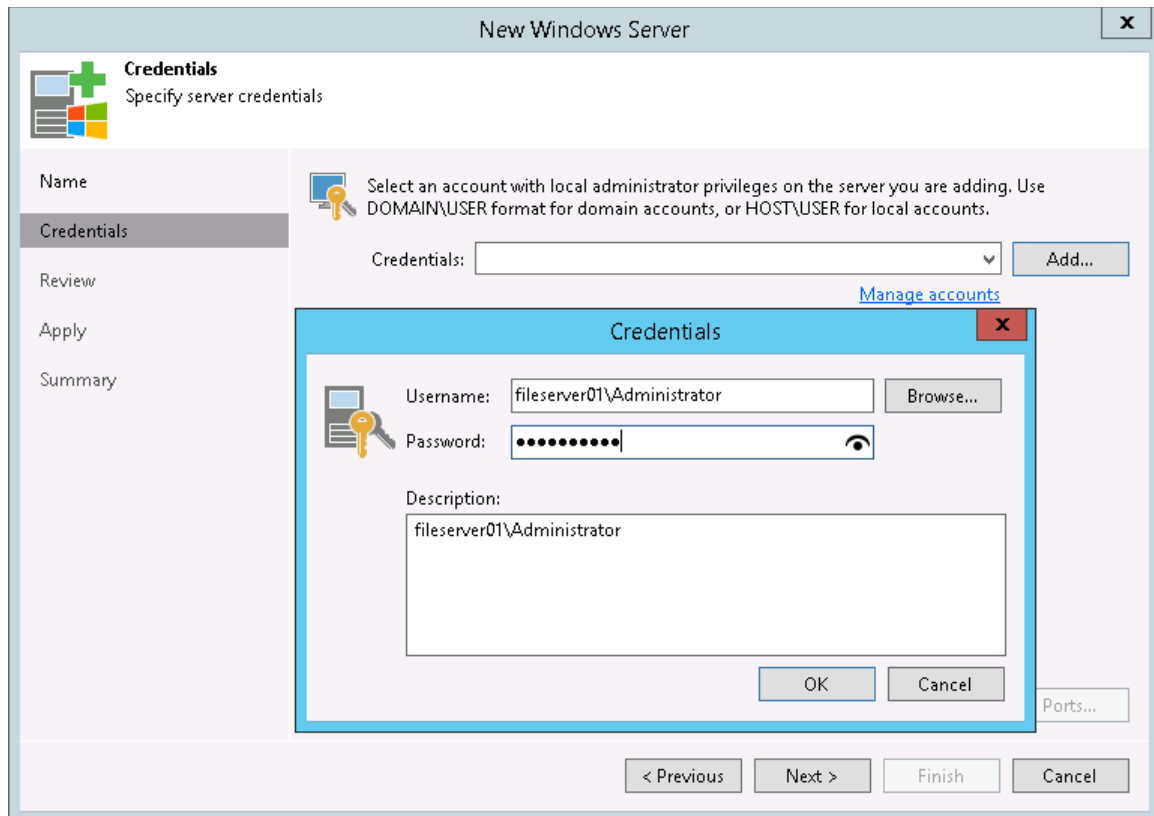 New Windows Server
x
Credentials
Specify server credentials
Name
Credentials
Review
Apply
Summary
Select an account with local administrator privileges on the server you are adding. Use
DOMAIN\USER format for domain accounts, or HOST\USER for local accounts.
Credentials:
Add...
Manage accounts
Credentials
x
Username:
fileserver01\Administrator
Browse...
Password:
••••••••••
Description:
fileserver01\Administrator
OK
Cancel
Ports...
< Previous
Next >
Finish
Cancel